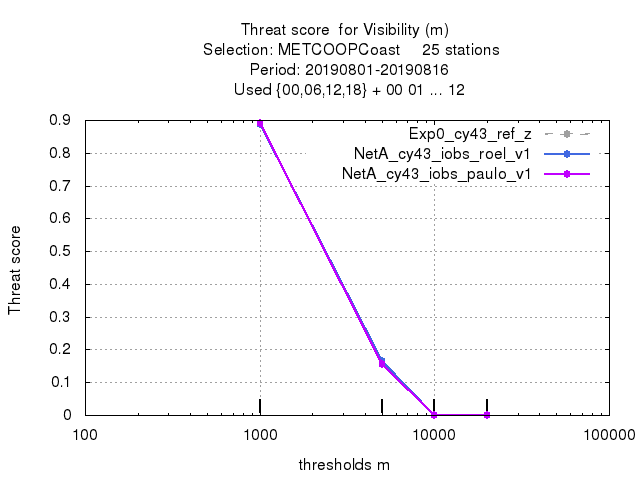 Threat score for Visibility (m)
Selection: METCOOPCoast 25 stations
Period: 20190801-20190816
Used {00,06,12,18} + 00 01 ... 12
Exp0_cy43_ref_z
NetA_cy43_iobs_roel_v1
NetA_cy43_iobs_paulo_v1
Threat score
0.9
0.8
0.7
0.6
0.5
0.4
0.3
0.2
0.1
0
100 1000 10000 100000
thresholds m